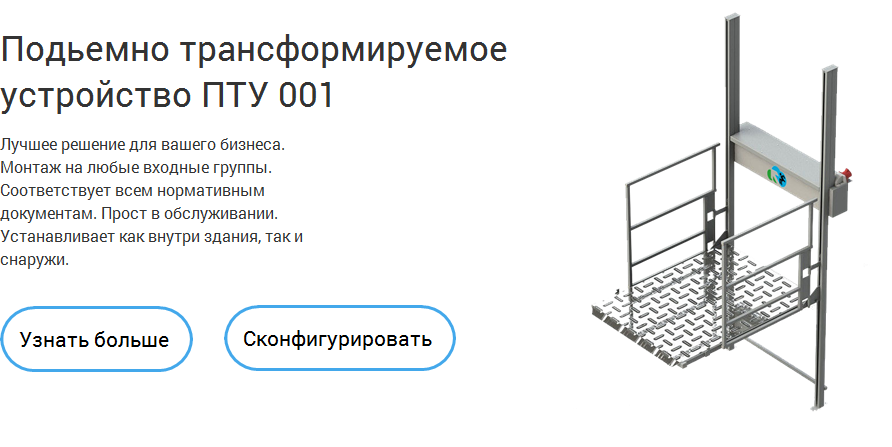 Подьемно трансформируемое
устройство ПТУ 001
Лучшее решение для вашего бизнеса.
Монтаж на любые входные группы.
Соответствует всем нормативным
документам. Прост в обслуживании.
Устанавливает как внутри здания, так и
снаружи.
Узнать больше
Сконфигурировать